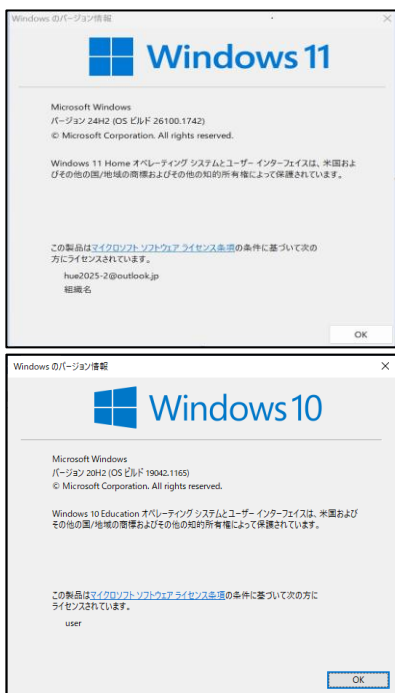 Windows のバージョン情報
Windows 11
Microsoft Windows
バージョン 24H2 (OS ビルド 26100.1742)
© Microsoft Corporation. All rights reserved.
Windows 11 Home オペレーティング システムとユーザー インターフェイスは、米国およ
びその他の国/地域の商標およびその他の知的所有権によって保護されています。
この製品はマイクロソフト ソフトウェア ライセンス条項の条件に基づいて次の
方にライセンスされています。
hue2025-2@outlook.jp
組織名
OK
Windows のバージョン情報
Windows 10
Microsoft Windows
バージョン 20H2 (OS ビルド 19042.1165)
© Microsoft Corporation. All rights reserved.
Windows 10 Education オペレーティング システムとユーザー インターフェイスは、米国および
その他の国/地域の商標およびその他の知的所有権によって保護されています。
この製品はマイクロソフト ソフトウェア ライセンス条項の条件に基づいて次の方に
ライセンスされています。
user
OK